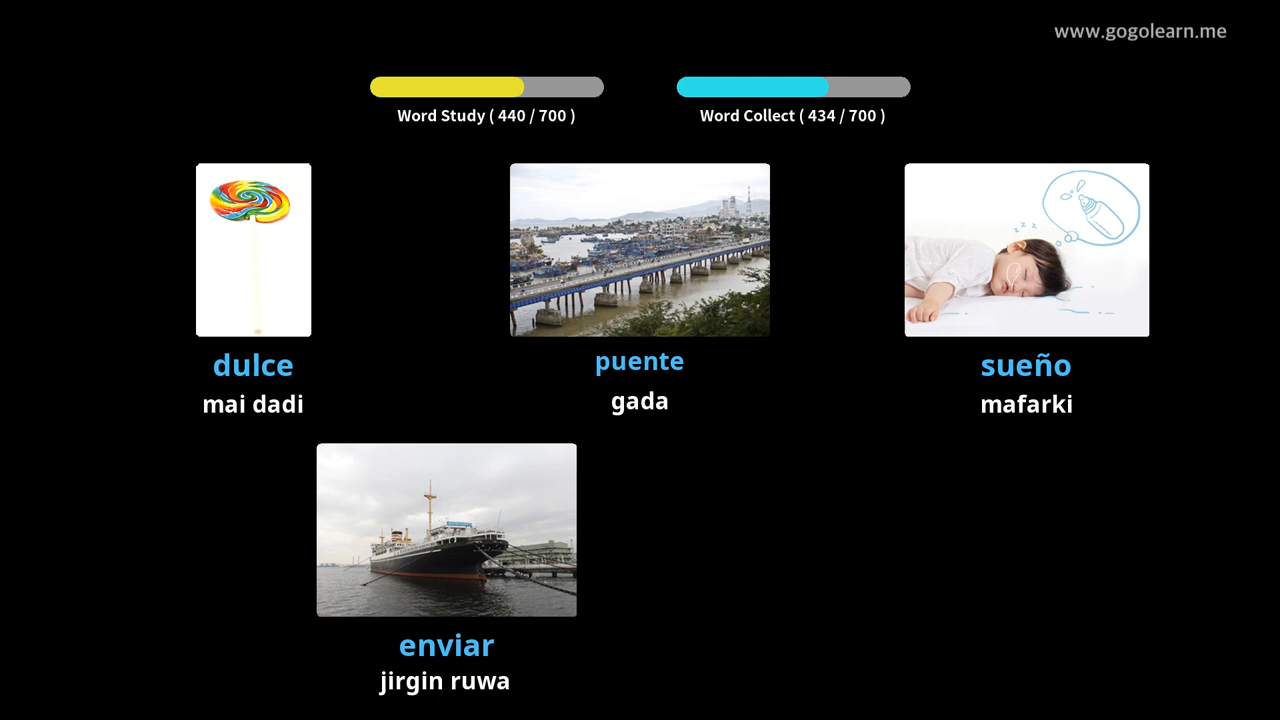 www.gogolearn.me
Word Study ( 440 / 700 )
Word Collect ( 434 / 700 )
dulce
mai dadi
puente
gada
sueño
mafarki
enviar
jirgin ruwa